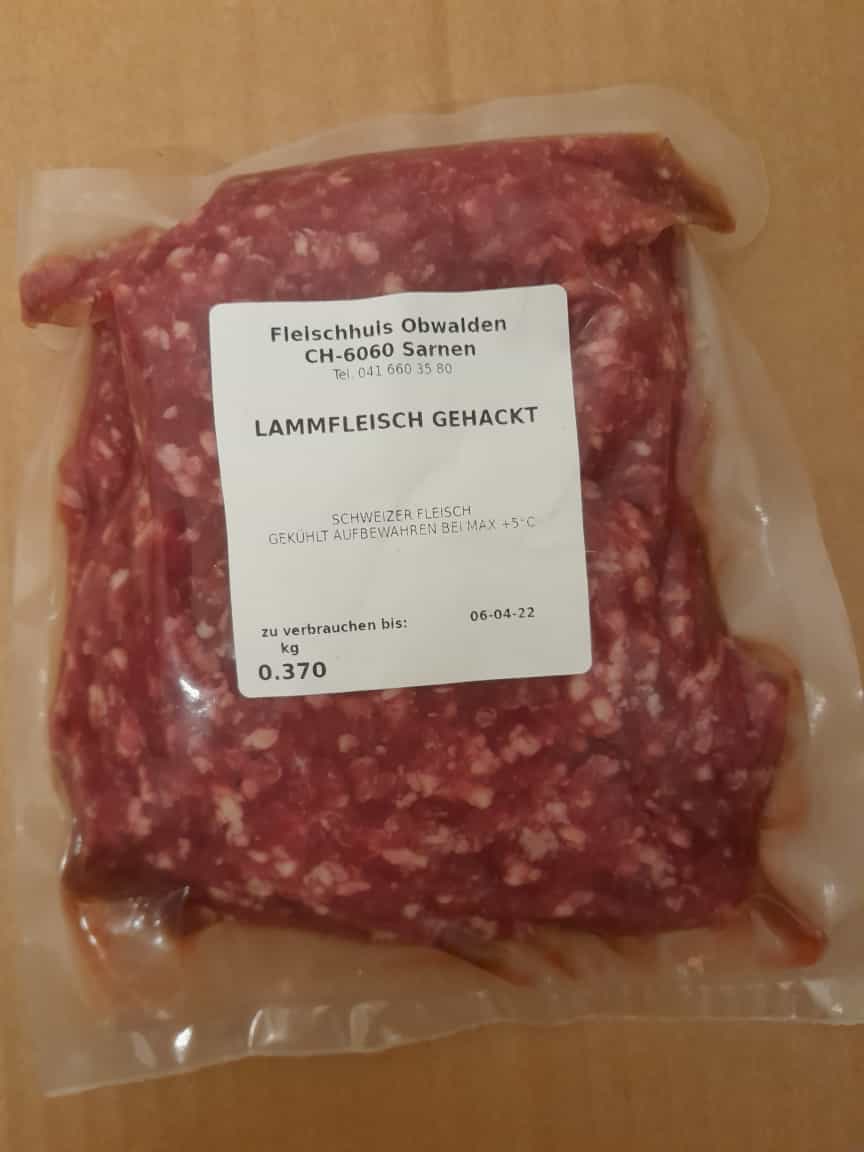 Fleischhuis Obwalden
CH-6060 Sarnen
Tel. 041 660 35 80
LAMMFLEISCH GEHACKT
SCHWEIZER FLEISCH
GEKÜHLT AUFBEWAHREN BEI MAX +5°C
zu verbrauchen bis: 06-04-22
kg
0.370